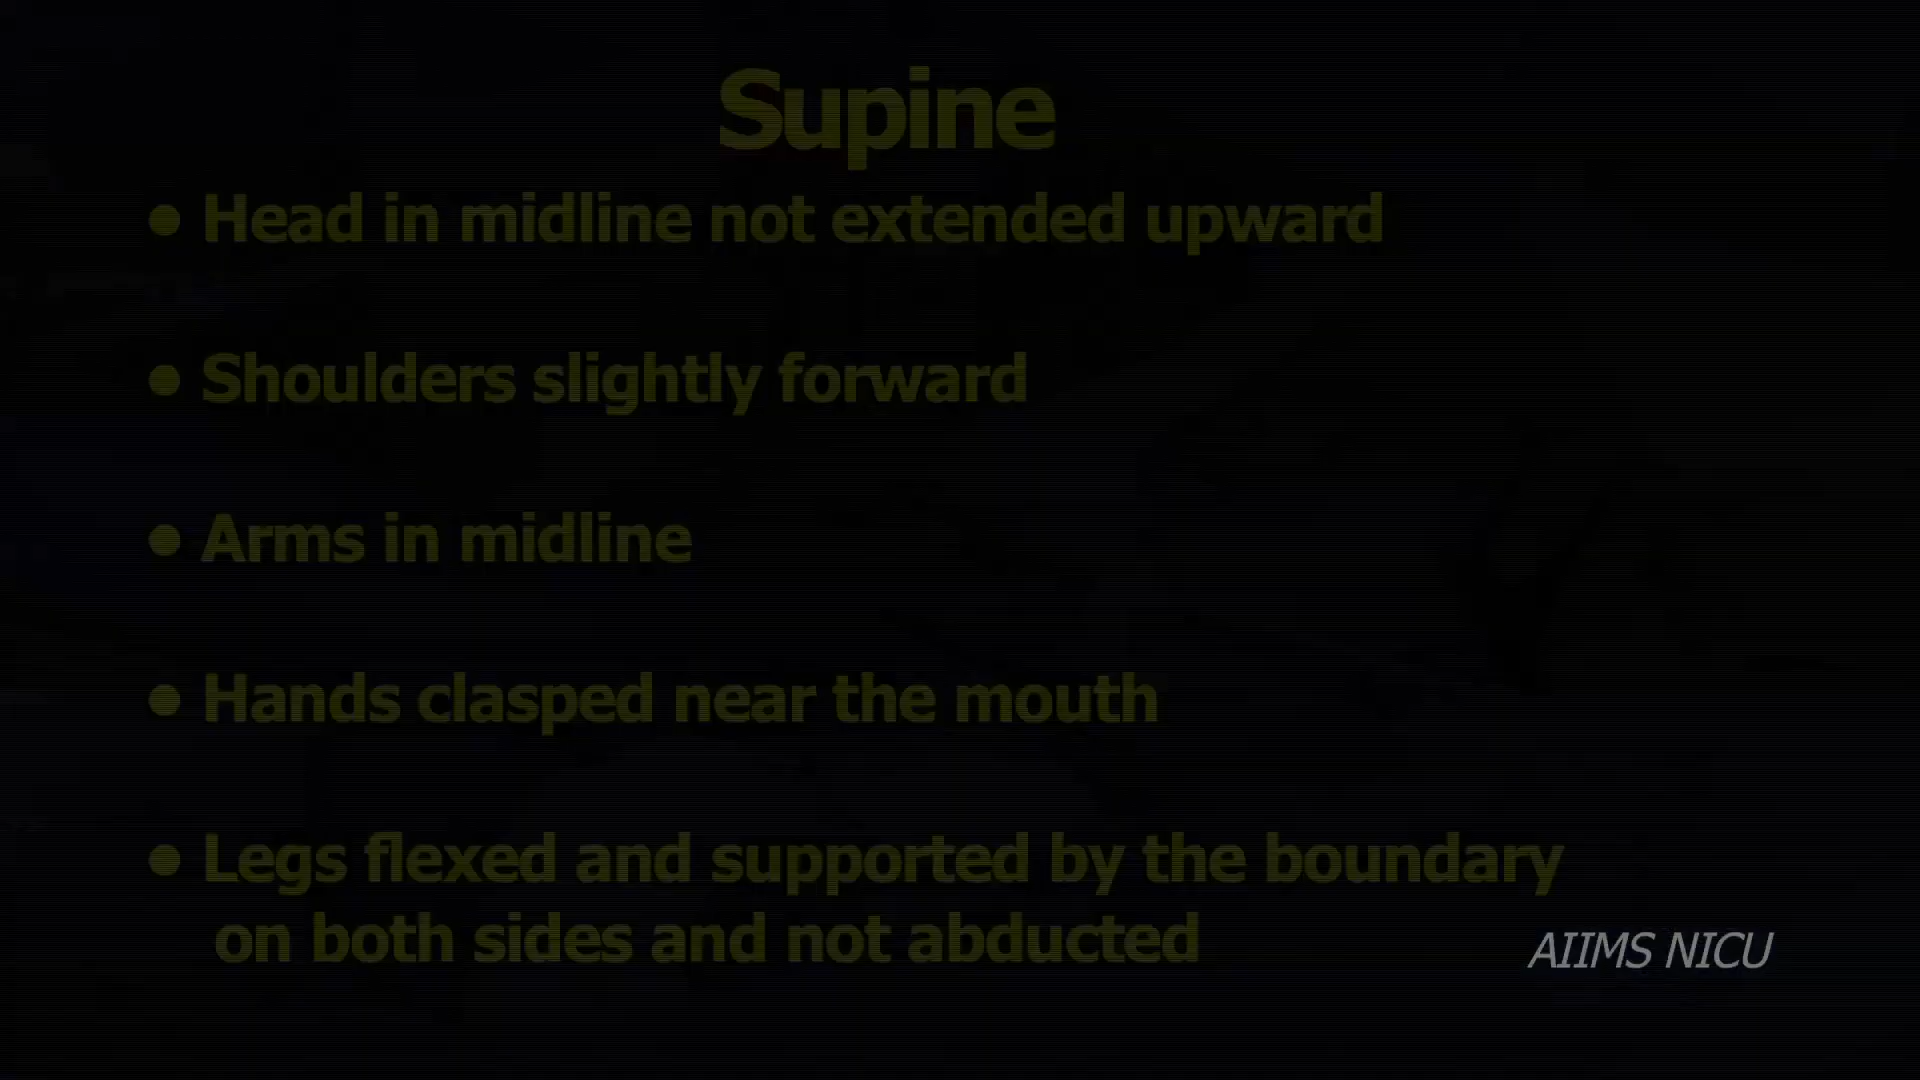 Supine
• Head in midline not extended upward
• Shoulders slightly forward
• Arms in midline
• Hands clasped near the mouth
• Legs flexed and supported by the boundary
on both sides and not abducted
AIIMS NICU